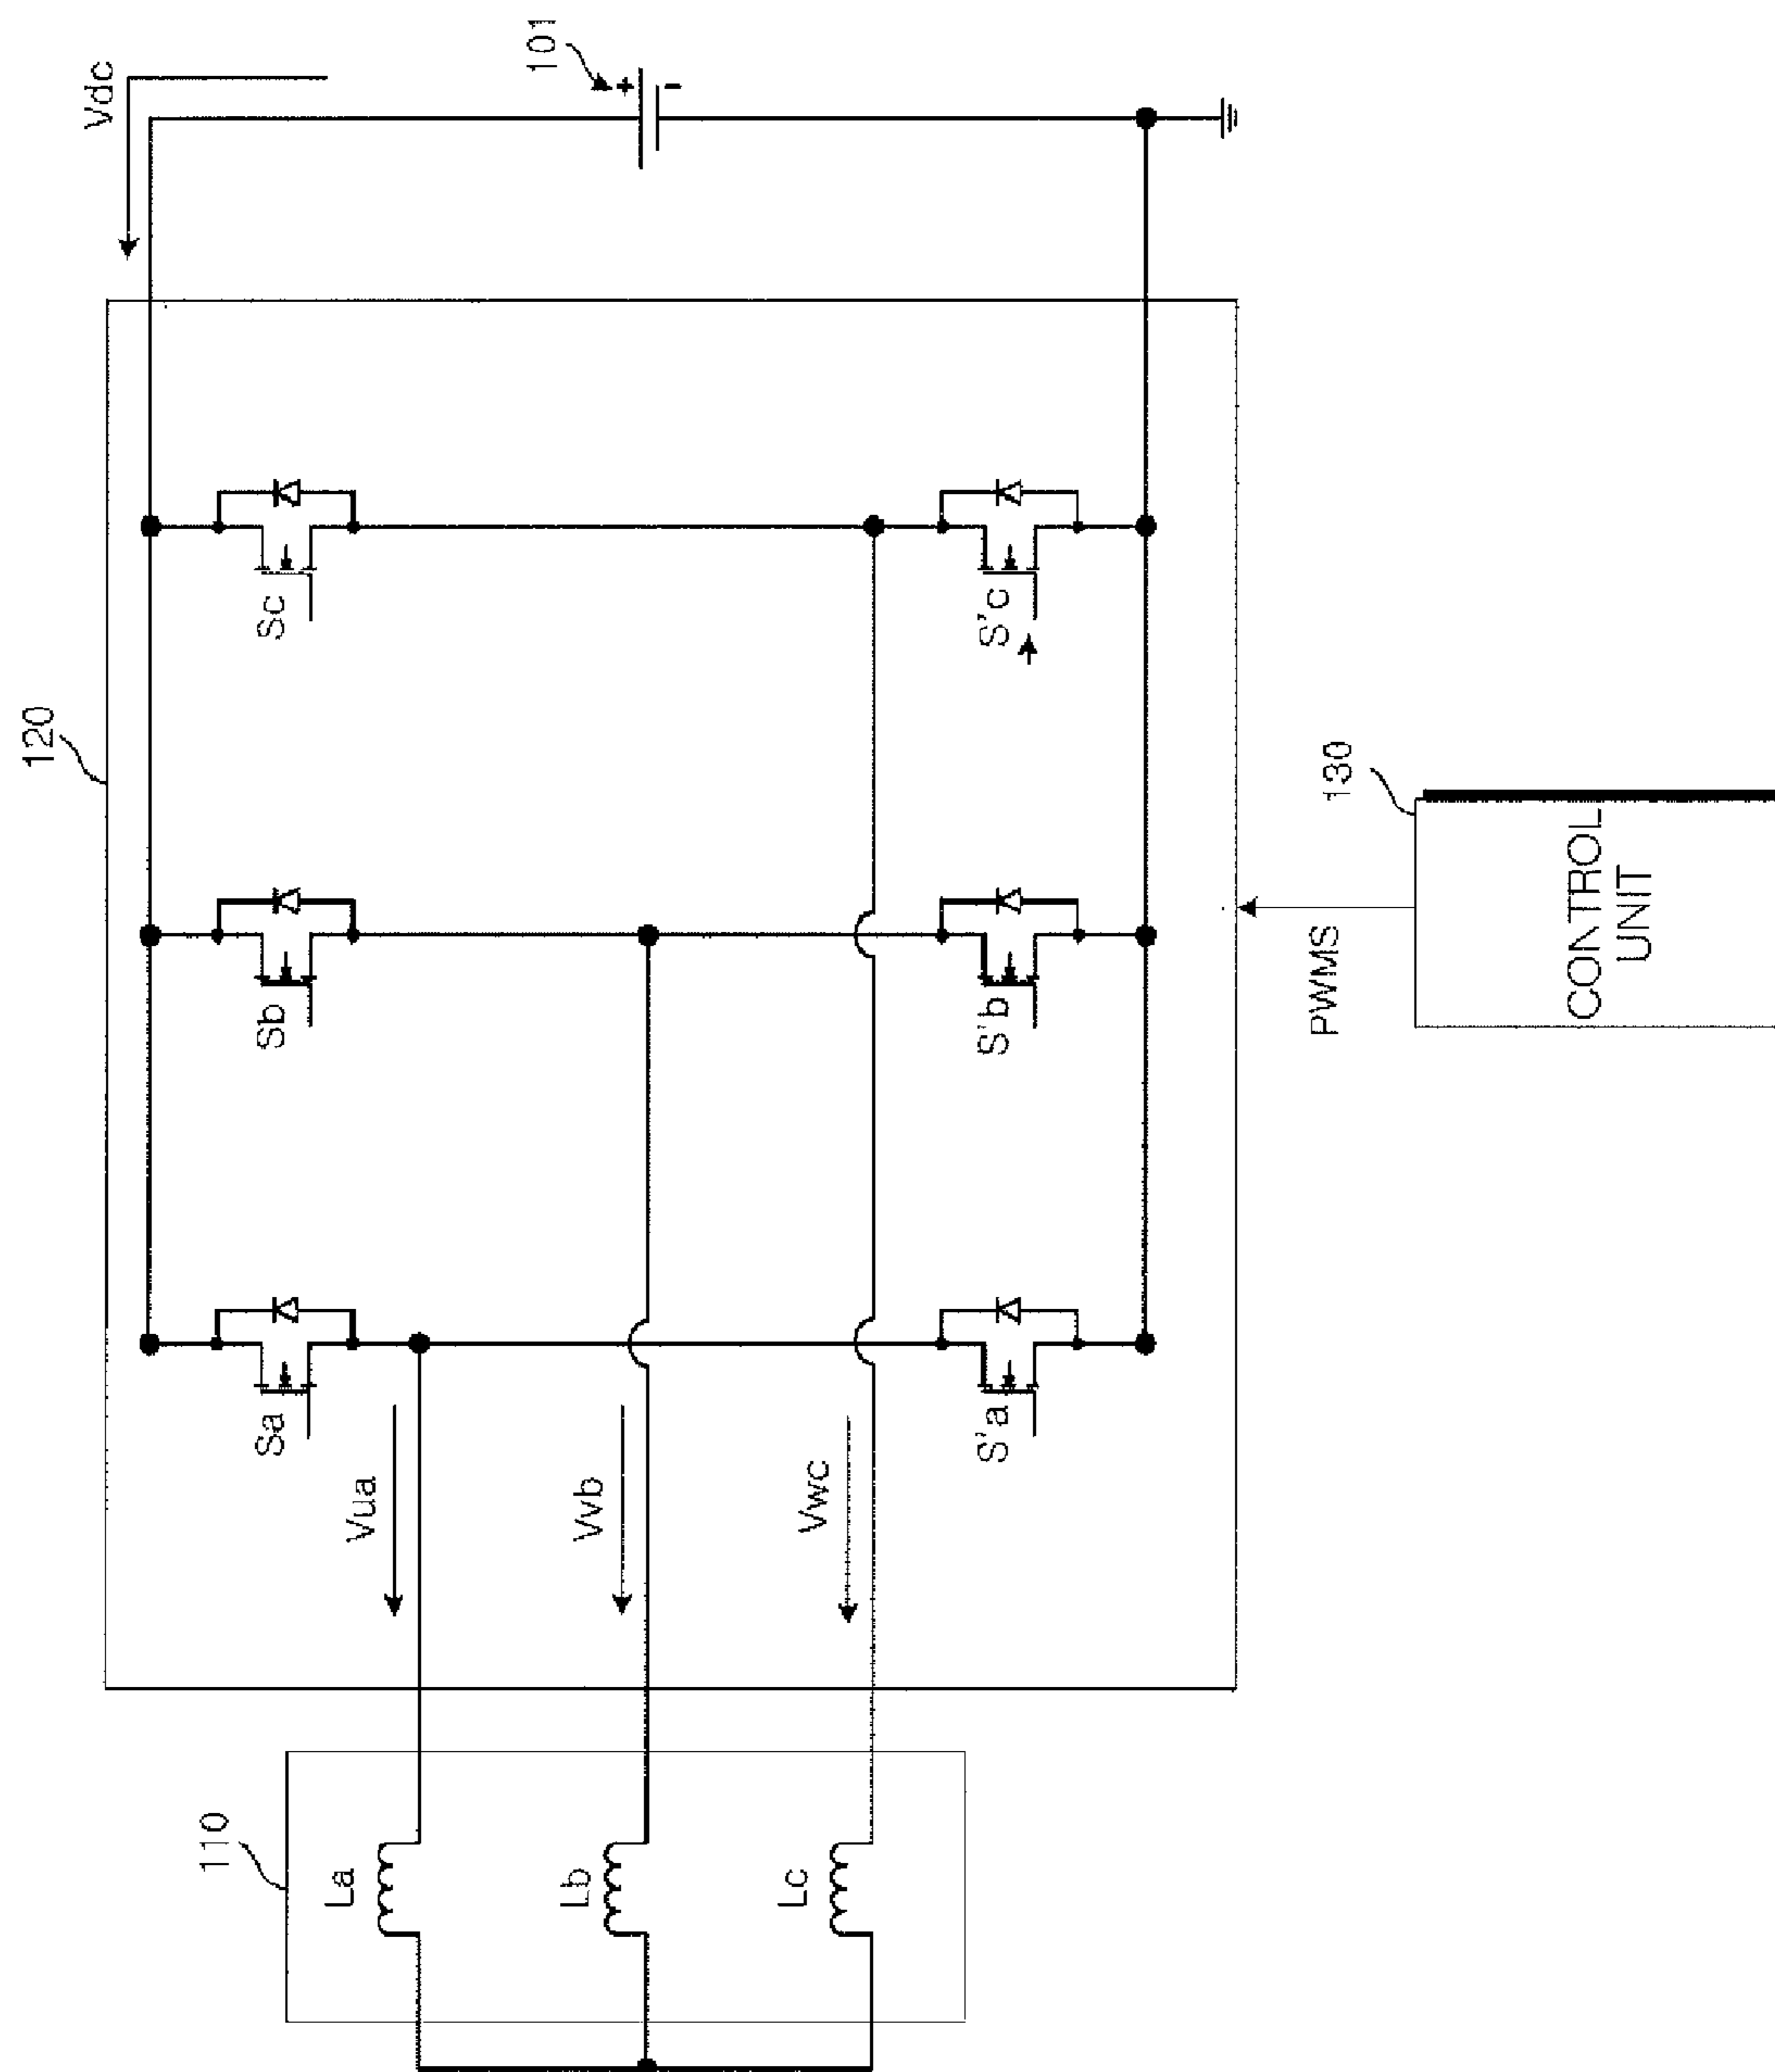 Vdc
101
+
-
120
Sc
S'c
Sb
S'b
Sa
S'a
Vua
Vvb
Vwc
PWMS
130
CONTROL
UNIT
110
La
Lb
Lc